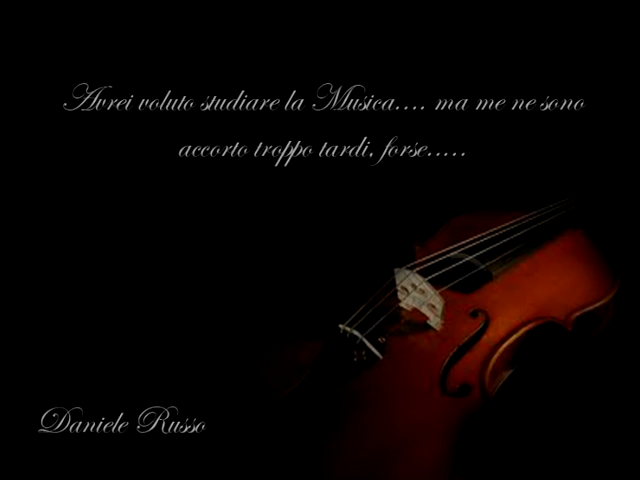 Avrei voluto studiare la Musica.... ma me ne sono
accorto troppo tardi, forse.....
Daniele Russo